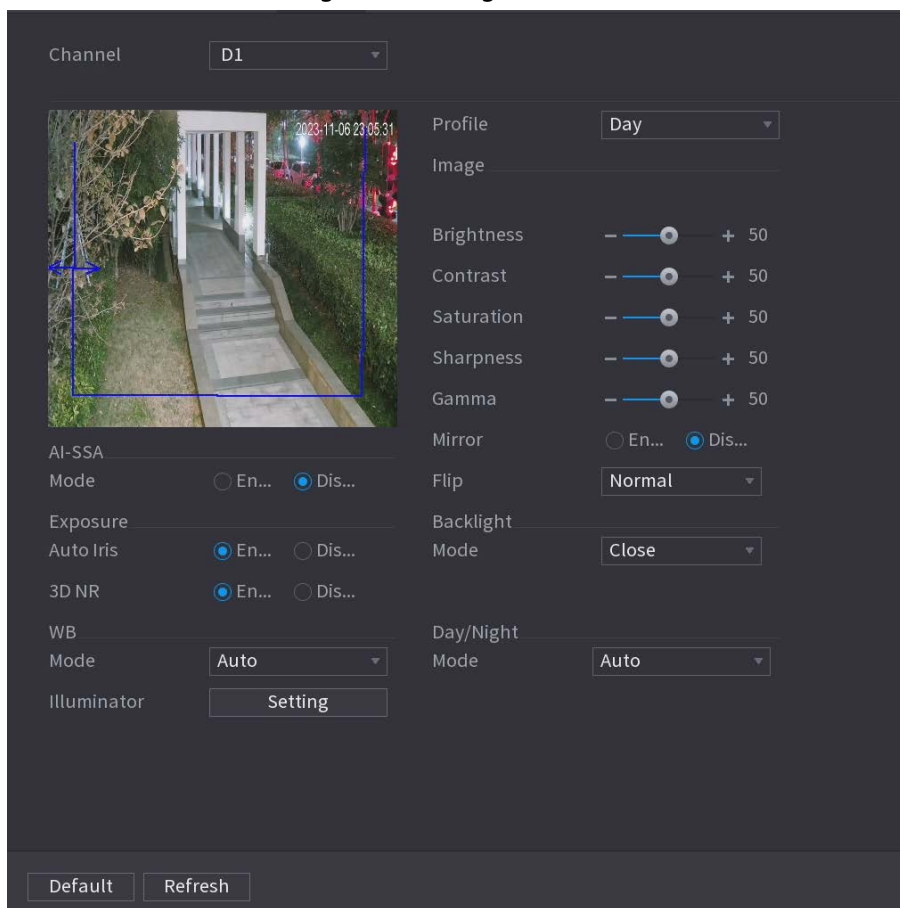 Channel D1
2023-11-06 23:05:31
Profile Day
Image
Brightness - + 50
Contrast - + 50
Saturation - + 50
Sharpness - + 50
Gamma - + 50
Mirror En... Dis...
Flip Normal
Backlight
Mode Close
Day/Night
Mode Auto
AI-SSA
Mode En... Dis...
Exposure
Auto Iris En... Dis...
3D NR En... Dis...
WB
Mode Auto
Illuminator Setting
Default Refresh